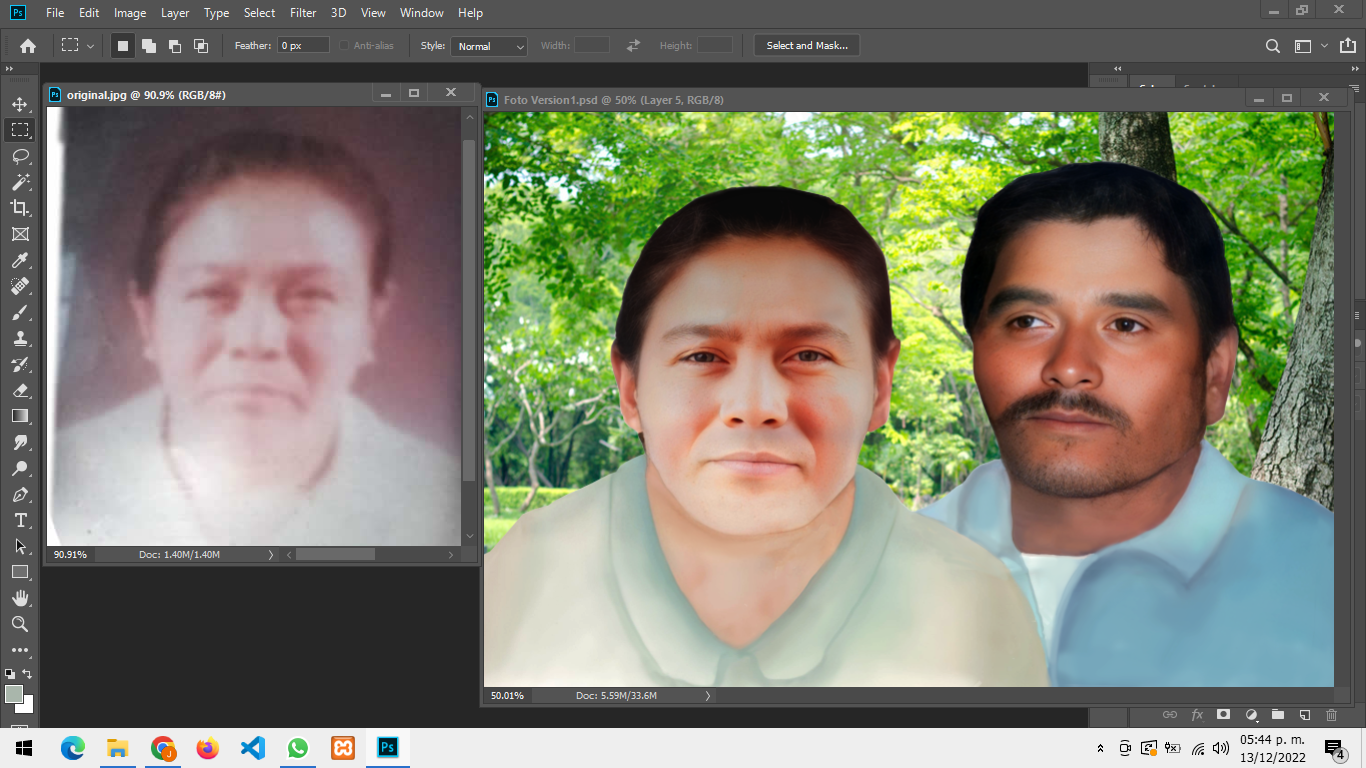 Ps File Edit Image Layer Type Select Filter 3D View Window Help
Feather: 0 px Anti-alias Style: Normal Width: Height: Select and Mask...
Ps original.jpg @ 90.9% (RGB/8#)
Ps Foto Version1.psd @ 50% (Layer 5, RGB/8)
90.91% Doc: 1.40M/1.40M
50.01% Doc: 5.59M/33.6M
fx
05:44 p. m.
13/12/2022
4